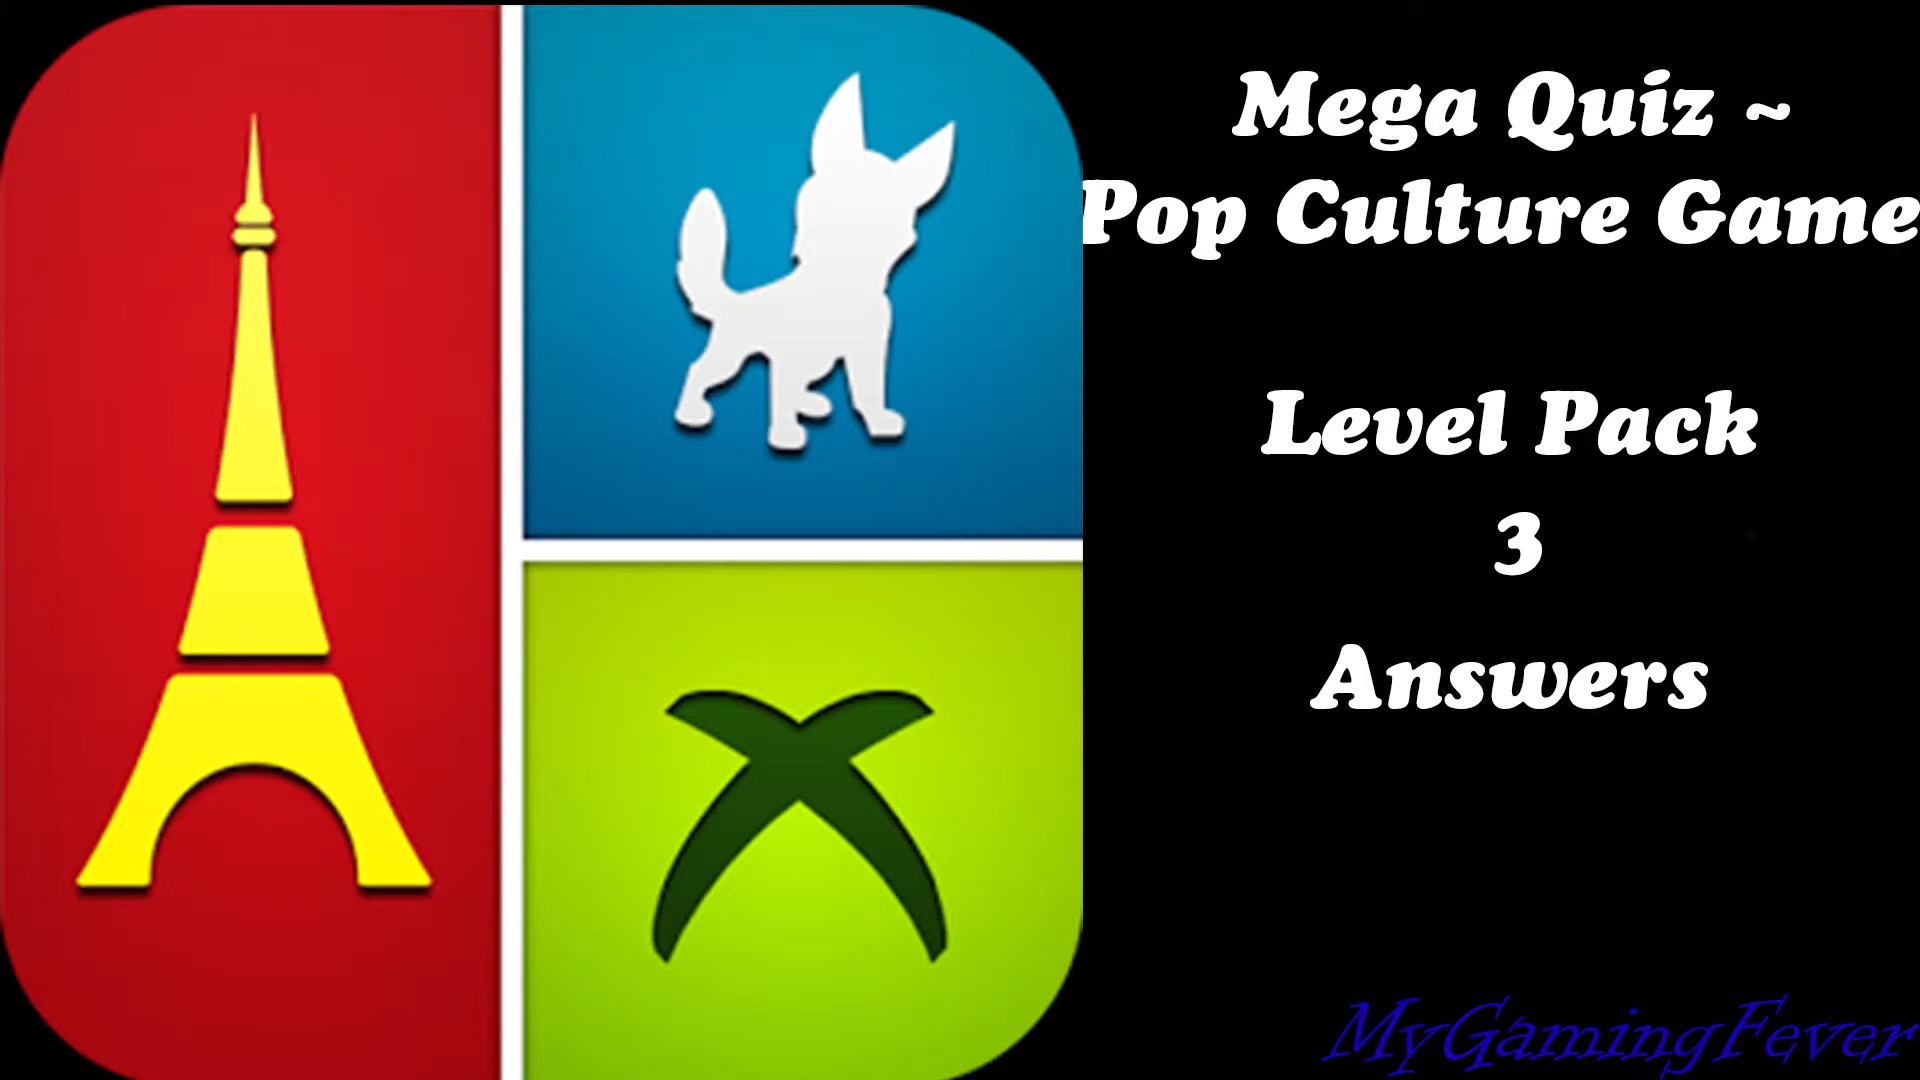 Mega Quiz ~
Pop Culture Game
Level Pack
3
Answers
MyGamingFever